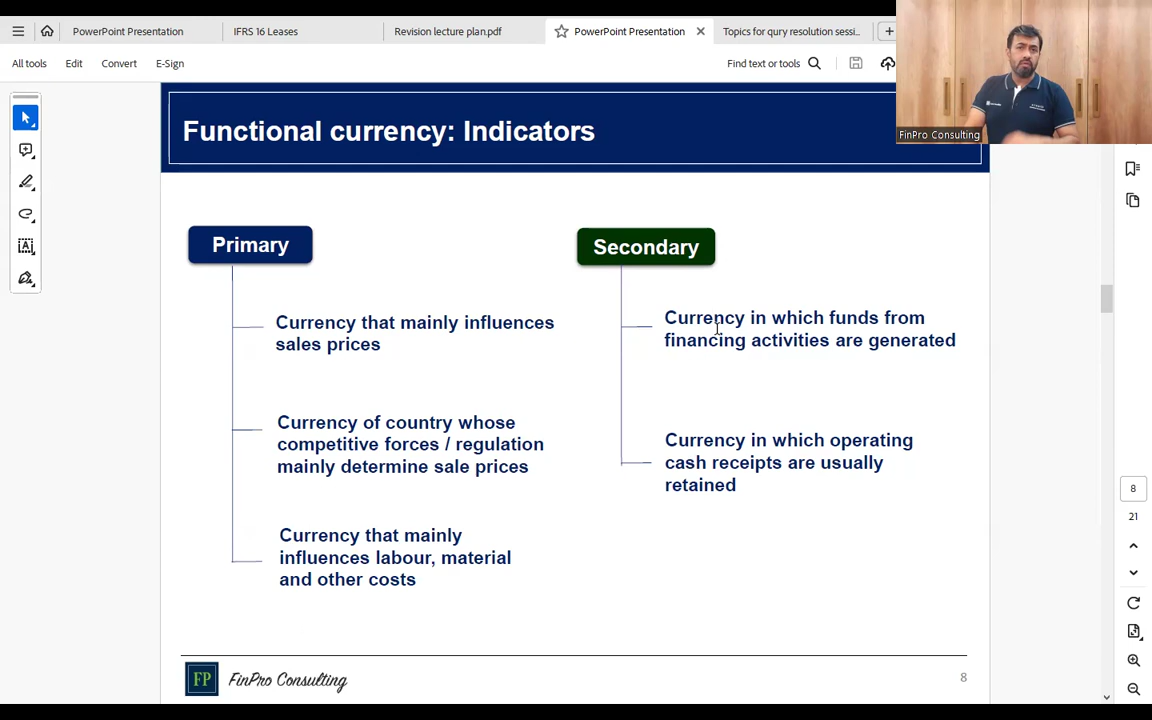 PowerPoint Presentation
IFRS 16 Leases
Revision lecture plan.pdf
PowerPoint Presentation
Topics for qury resolution sessi...
All tools
Edit
Convert
E-Sign
Find text or tools
FinPro Consulting
Functional currency: Indicators
Primary
Currency that mainly influences
sales prices
Currency of country whose
competitive forces / regulation
mainly determine sale prices
Currency that mainly
influences labour, material
and other costs
Secondary
Currency in which funds from
financing activities are generated
Currency in which operating
cash receipts are usually
retained
FP
FinPro Consulting
8
8
21